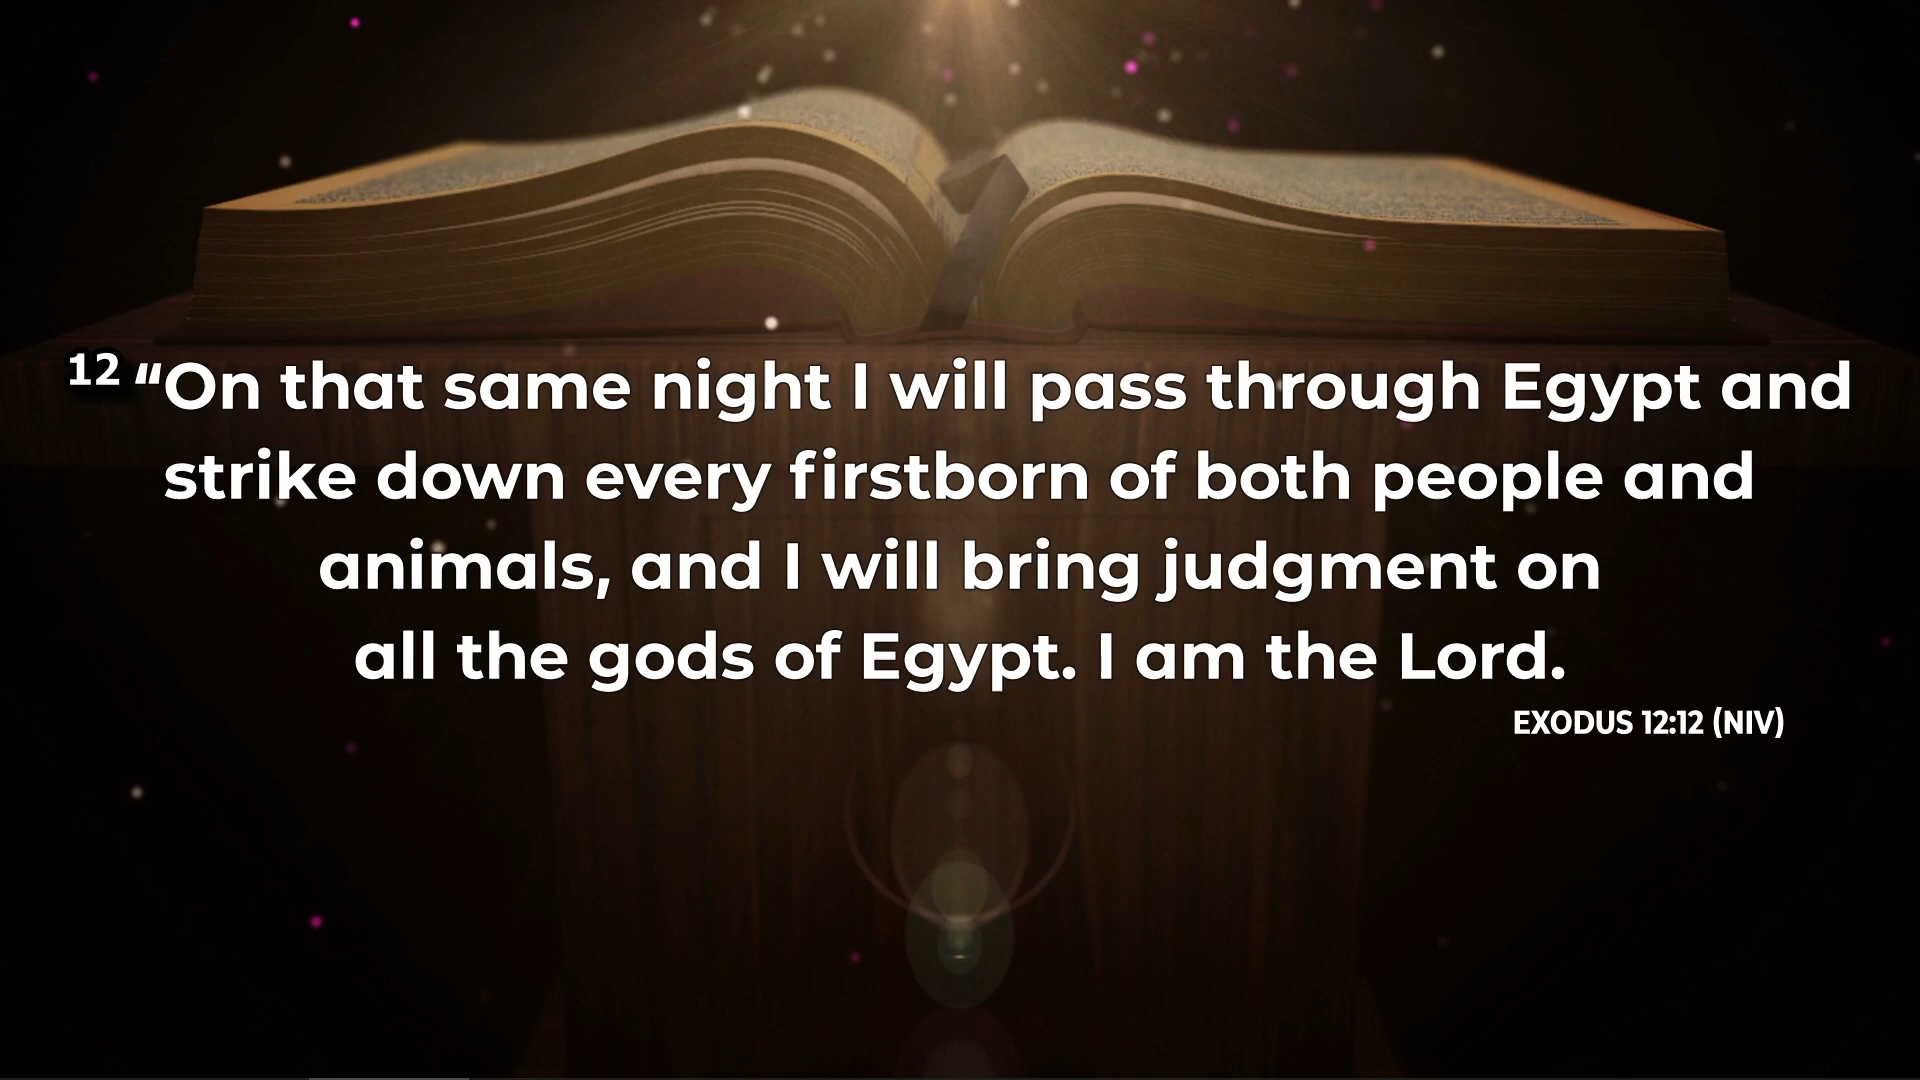 12 “On that same night I will pass through Egypt and
strike down every firstborn of both people and
animals, and I will bring judgment on
all the gods of Egypt. I am the Lord.
EXODUS 12:12 (NIV)